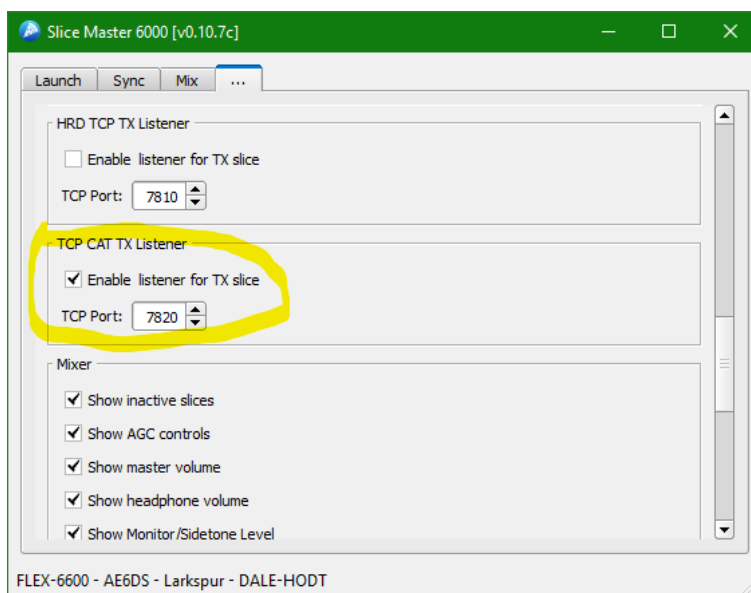 Slice Master 6000 [v0.10.7c]
Launch Sync Mix ...
HRD TCP TX Listener
Enable listener for TX slice
TCP Port: 7810
TCP CAT TX Listener
Enable listener for TX slice
TCP Port: 7820
Mixer
Show inactive slices
Show AGC controls
Show master volume
Show headphone volume
Show Monitor/Sidetone Level
FLEX-6600 - AE6DS - Larkspur - DALE-HODT